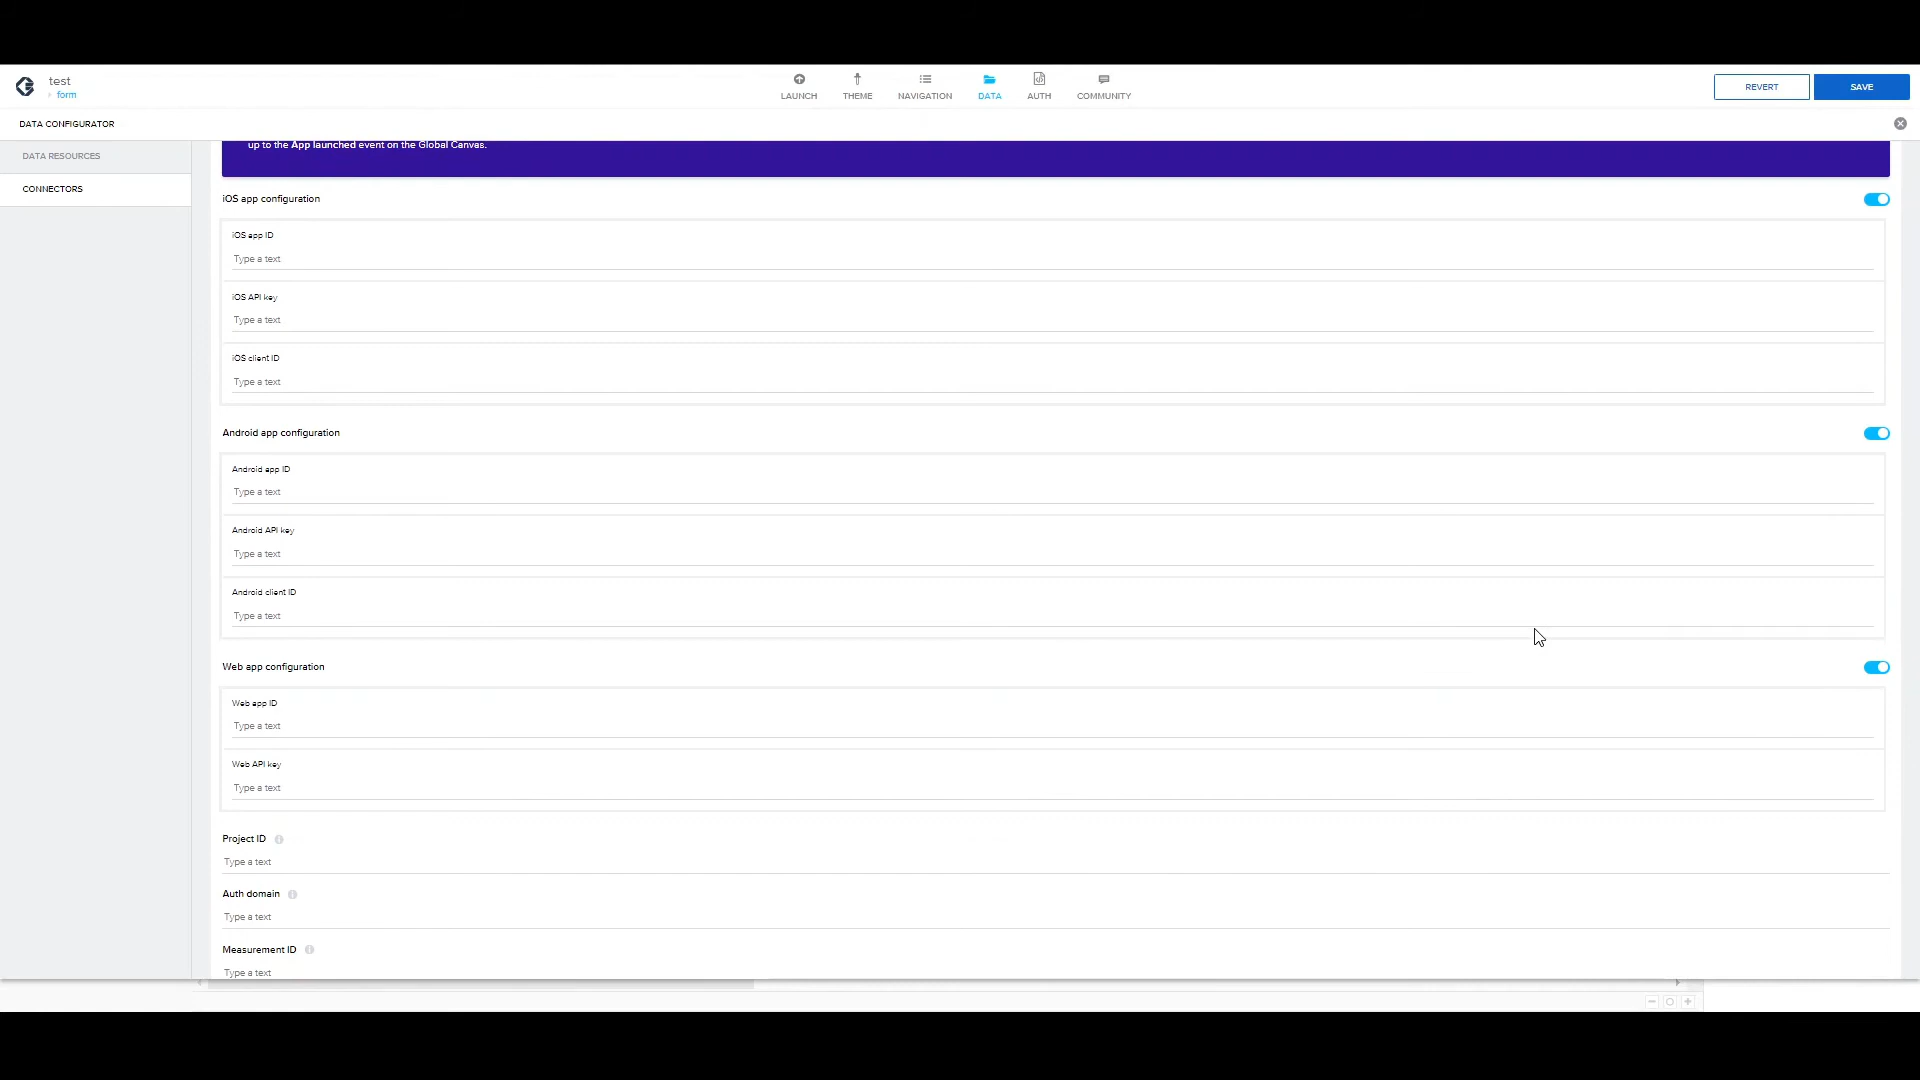 test
form
LAUNCH
THEME
NAVIGATION
DATA
AUTH
COMMUNITY
REVERT
SAVE
DATA CONFIGURATOR
DATA RESOURCES
CONNECTORS
up to the App launched event on the Global Canvas.
iOS app configuration
iOS app ID
Type a text
iOS API key
Type a text
iOS client ID
Type a text
Android app configuration
Android app ID
Type a text
Android API key
Type a text
Android client ID
Type a text
Web app configuration
Web app ID
Type a text
Web API key
Type a text
Project ID
Type a text
Auth domain
Type a text
Measurement ID
Type a text